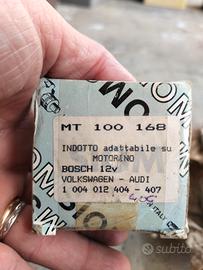 MT 100 168
INDOTTO adattabile su
MOTORINO
BOSCH 12v
VOLKSWAGEN - AUDI
1 004 012 404 - 407
subito